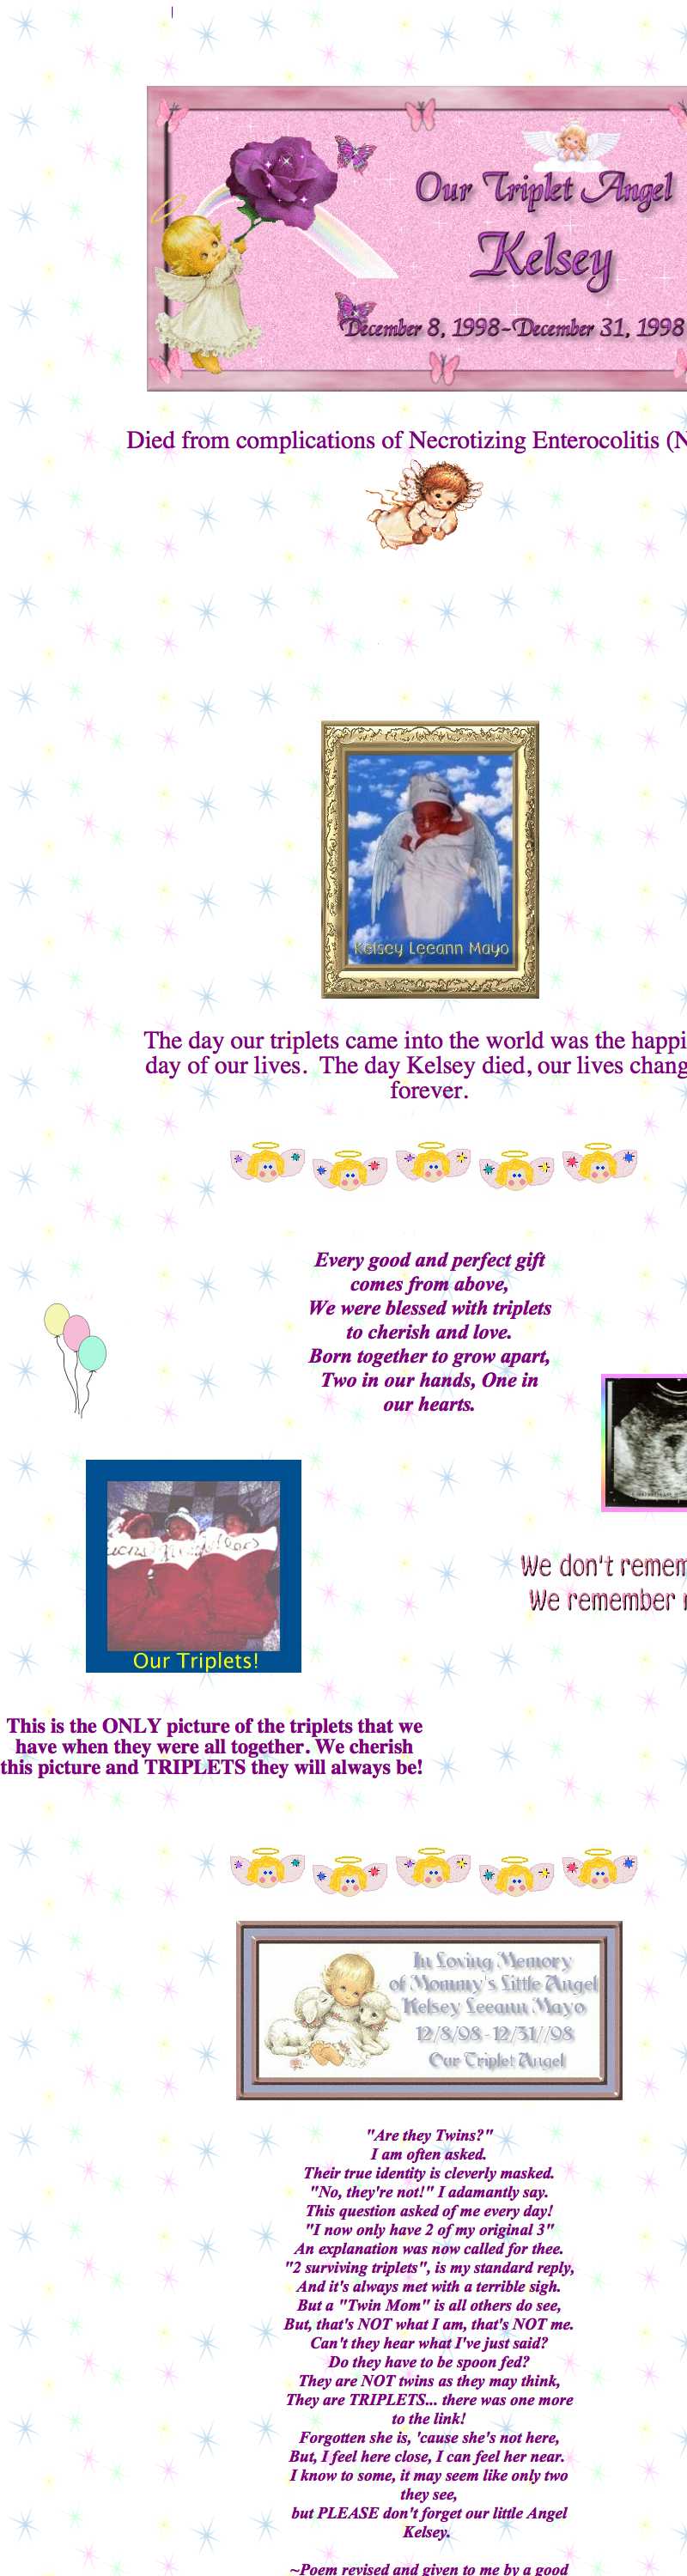 Our Triplet Angel
Kelsey
December 8, 1998-December 31, 1998
Died from complications of Necrotizing Enterocolitis (N
Kelsey Leeann Mayo
The day our triplets came into the world was the happi
day of our lives. The day Kelsey died, our lives chang
forever.
Every good and perfect gift
comes from above,
We were blessed with triplets
to cherish and love.
Born together to grow apart,
Two in our hands, One in
our hearts.
We don't remem
We remember
Our Triplets!
This is the ONLY picture of the triplets that we
have when they were all together. We cherish
this picture and TRIPLETS they will always be!
In Loving Memory
of Mommy's Little Angel
Kelsey Leeann Mayo
12/8/98-12/31//98
Our Triplet Angel
"Are they Twins?"
I am often asked.
Their true identity is cleverly masked.
"No, they're not!" I adamantly say.
This question asked of me every day!
"I now only have 2 of my original 3"
An explanation was now called for thee.
"2 surviving triplets", is my standard reply,
And it's always met with a terrible sigh.
But a "Twin Mom" is all others do see,
But, that's NOT what I am, that's NOT me.
Can't they hear what I've just said?
Do they have to be spoon fed?
They are NOT twins as they may think,
They are TRIPLETS... there was one more
to the link!
Forgotten she is, 'cause she's not here,
But, I feel here close, I can feel her near.
I know to some, it may seem like only two
they see,
but PLEASE don't forget our little Angel
Kelsey.
~Poem revised and given to me by a good